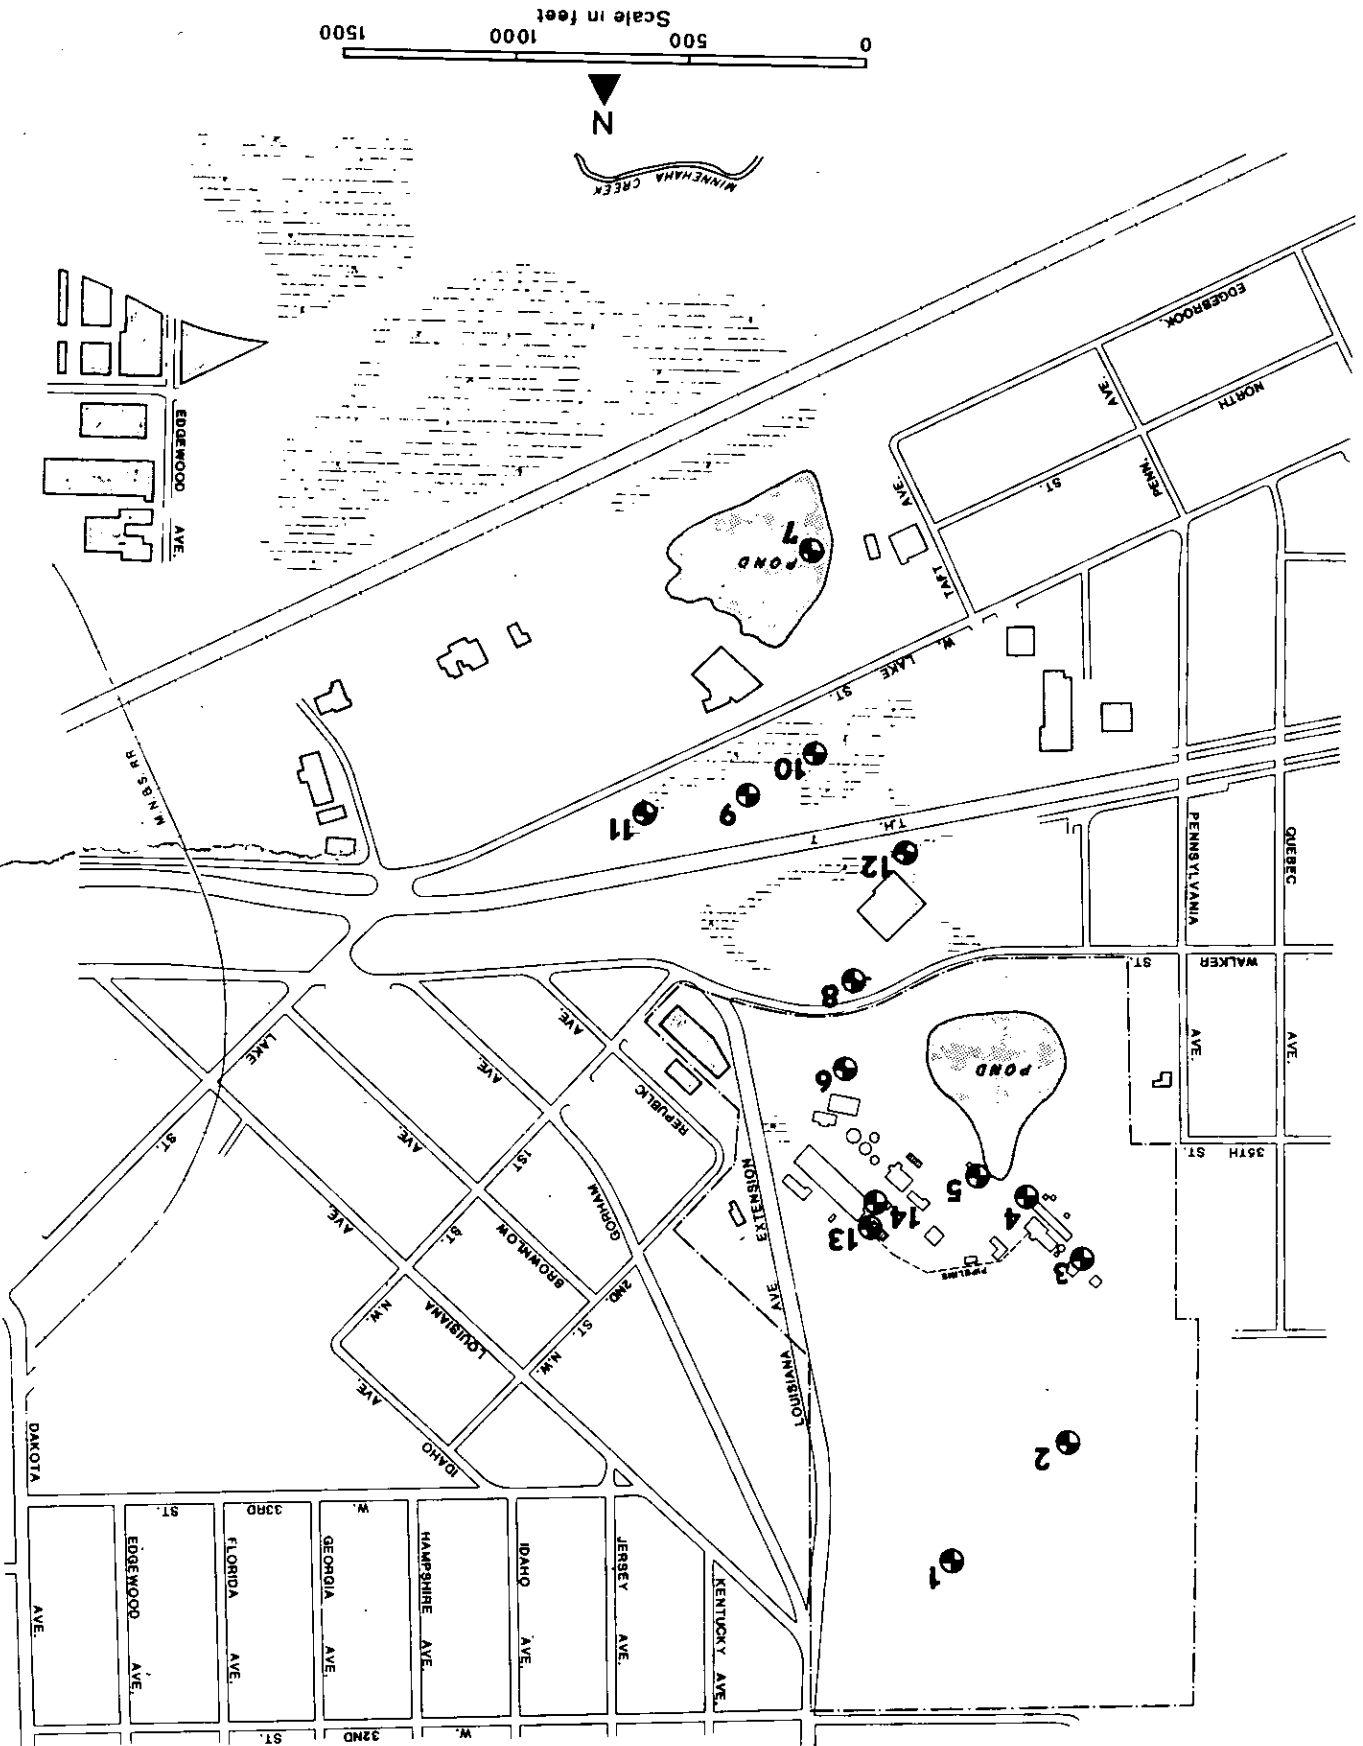 W. 32ND ST.
KENTUCKY AVE.
JERSEY AVE.
IDAHO AVE.
HAMPSHIRE AVE.
GEORGIA AVE.
FLORIDA AVE.
EDGEWOOD AVE.
AVE.
DAKOTA
W. 33RD ST.
1
2
3
4
5
6
7
8
9
10
11
12
13
14
PIPELINE
POND
POND
LOUISIANA AVE
EXTENSION
IDAHO AVE.
LOUISIANA AVE.
BROWNLOW AVE.
GORHAM AVE.
REPUBLIC AVE.
2ND. ST. N.W.
1ST ST. N.W.
LAKE ST.
35TH ST.
WALKER ST.
QUEBEC AVE.
PENNSYLVANIA AVE.
T.H. 7
W. LAKE ST.
TAFT AVE.
PENN. AVE.
NORTH ST.
EDGEBROOK
M.N.&S. RR
EDGEWOOD AVE.
MINNEHAHA CREEK
N
0 500 1000 1500
Scale in feet